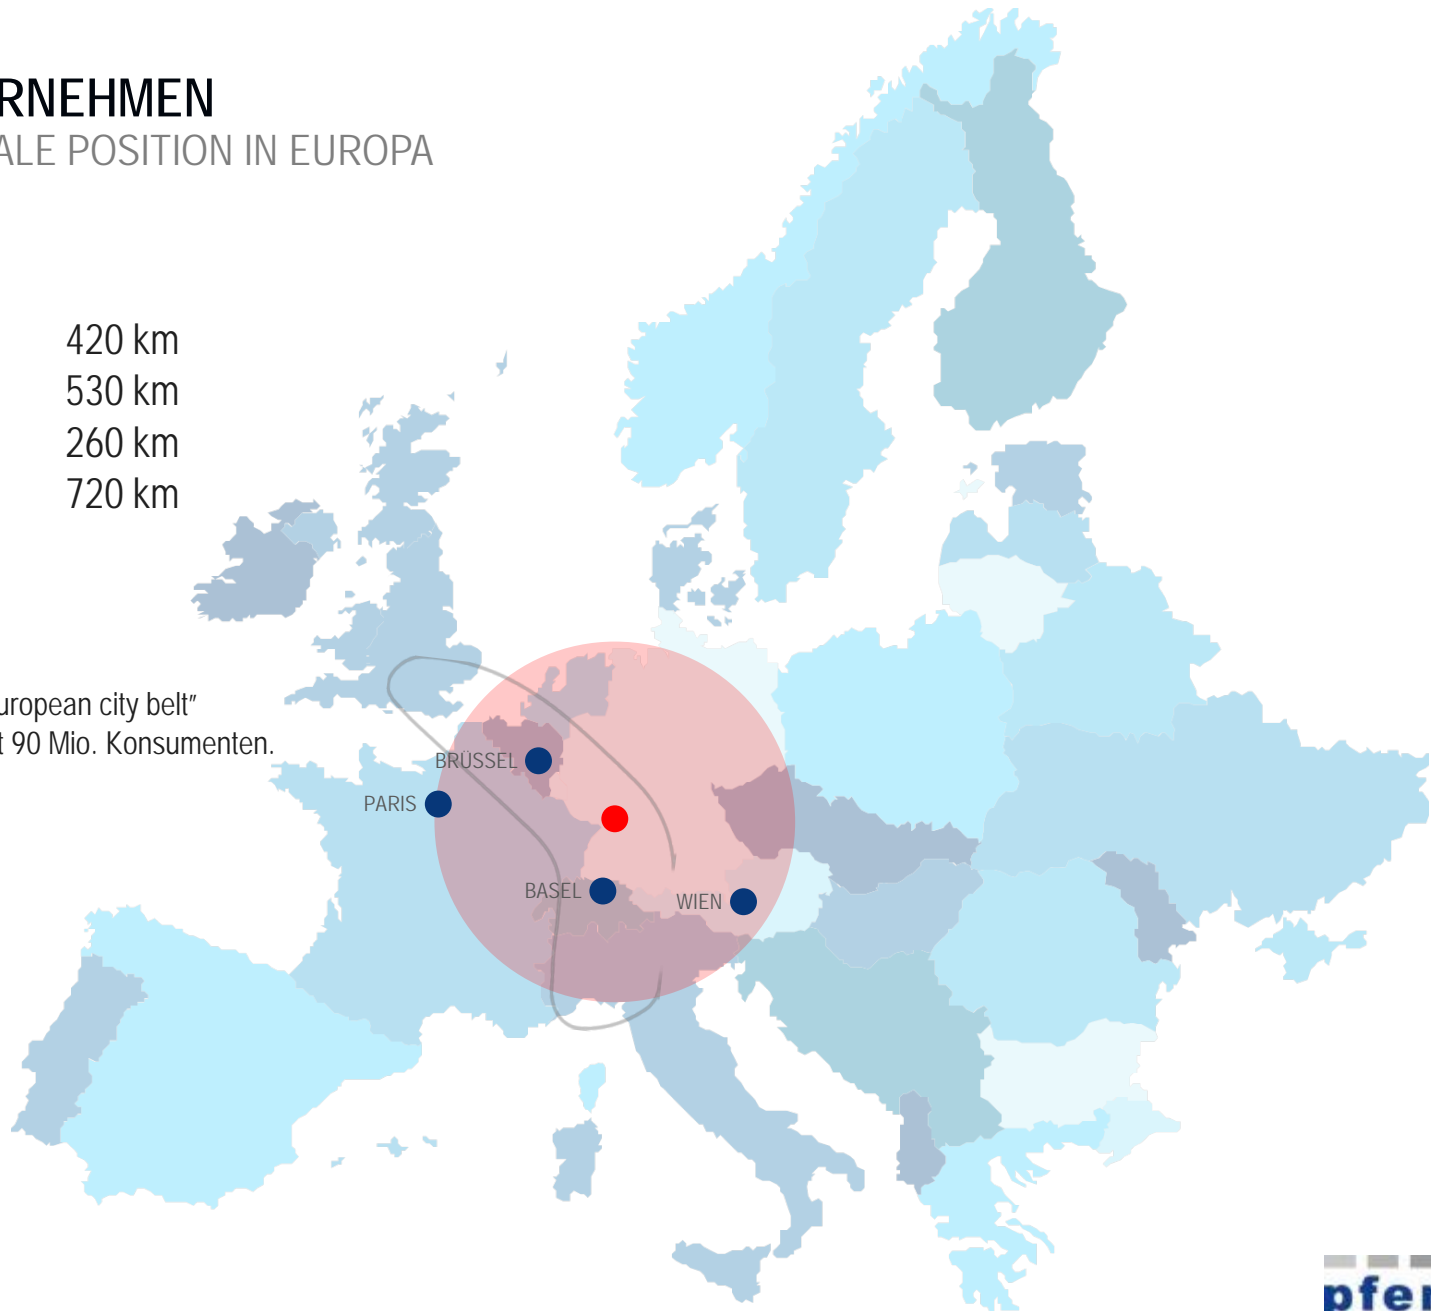 RNEHMEN
ALE POSITION IN EUROPA
420 km
530 km
260 km
720 km
uropean city belt"
t 90 Mio. Konsumenten.
BRÜSSEL
PARIS
BASEL
WIEN
pfer